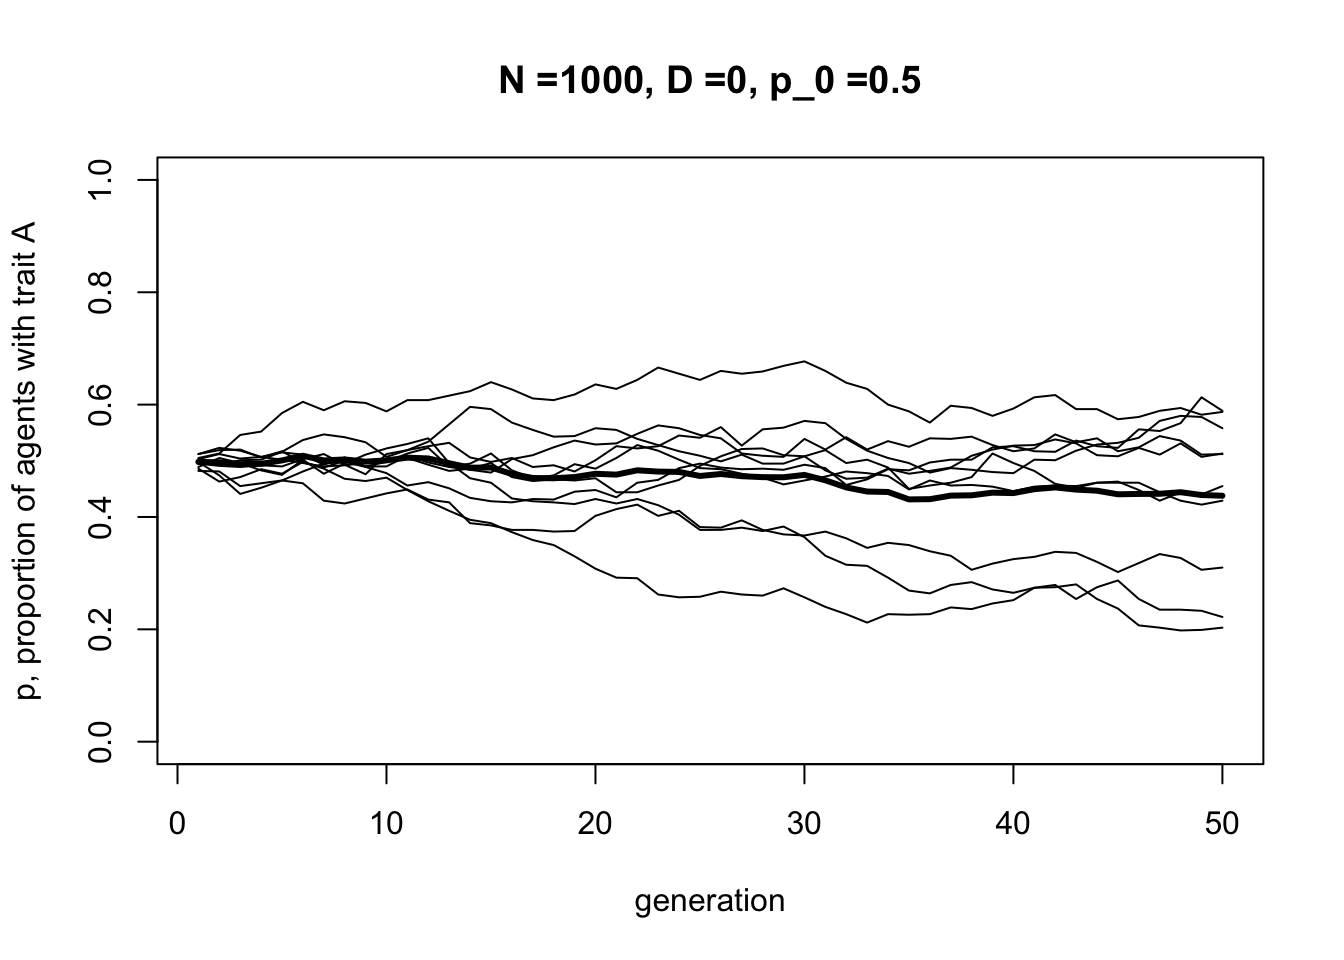 N =1000, D =0, p_0 =0.5
p, proportion of agents with trait A
1.0
0.8
0.6
0.4
0.2
0.0
0 10 20 30 40 50
generation